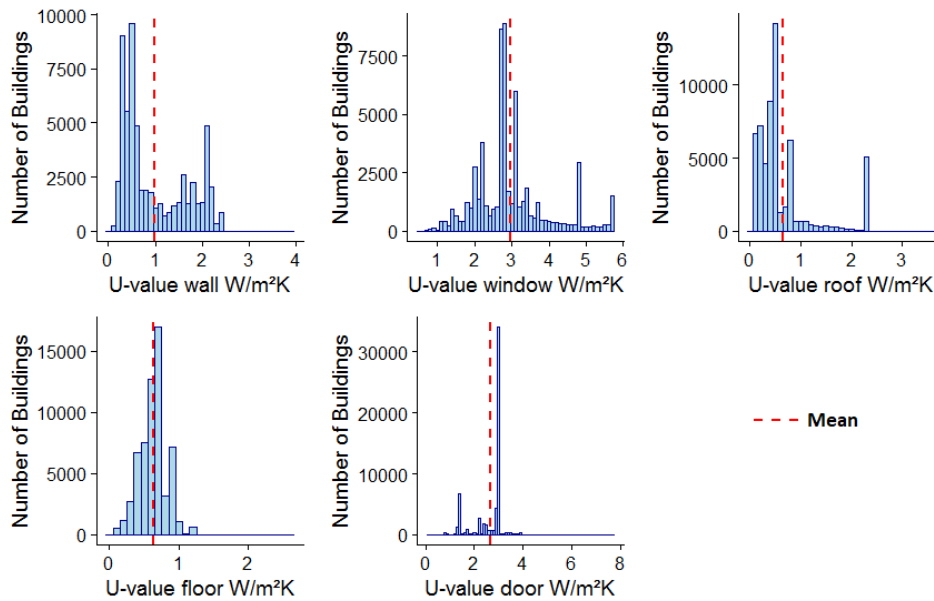 Number of Buildings
10000
7500
5000
2500
0
0 1 2 3 4
U-value wall W/m²K
Number of Buildings
7500
5000
2500
0
1 2 3 4 5 6
U-value window W/m²K
Number of Buildings
10000
5000
0
0 1 2 3
U-value roof W/m²K
Number of Buildings
15000
10000
5000
0
0 1 2
U-value floor W/m²K
Number of Buildings
30000
20000
10000
0
0 2 4 6 8
U-value door W/m²K
Mean